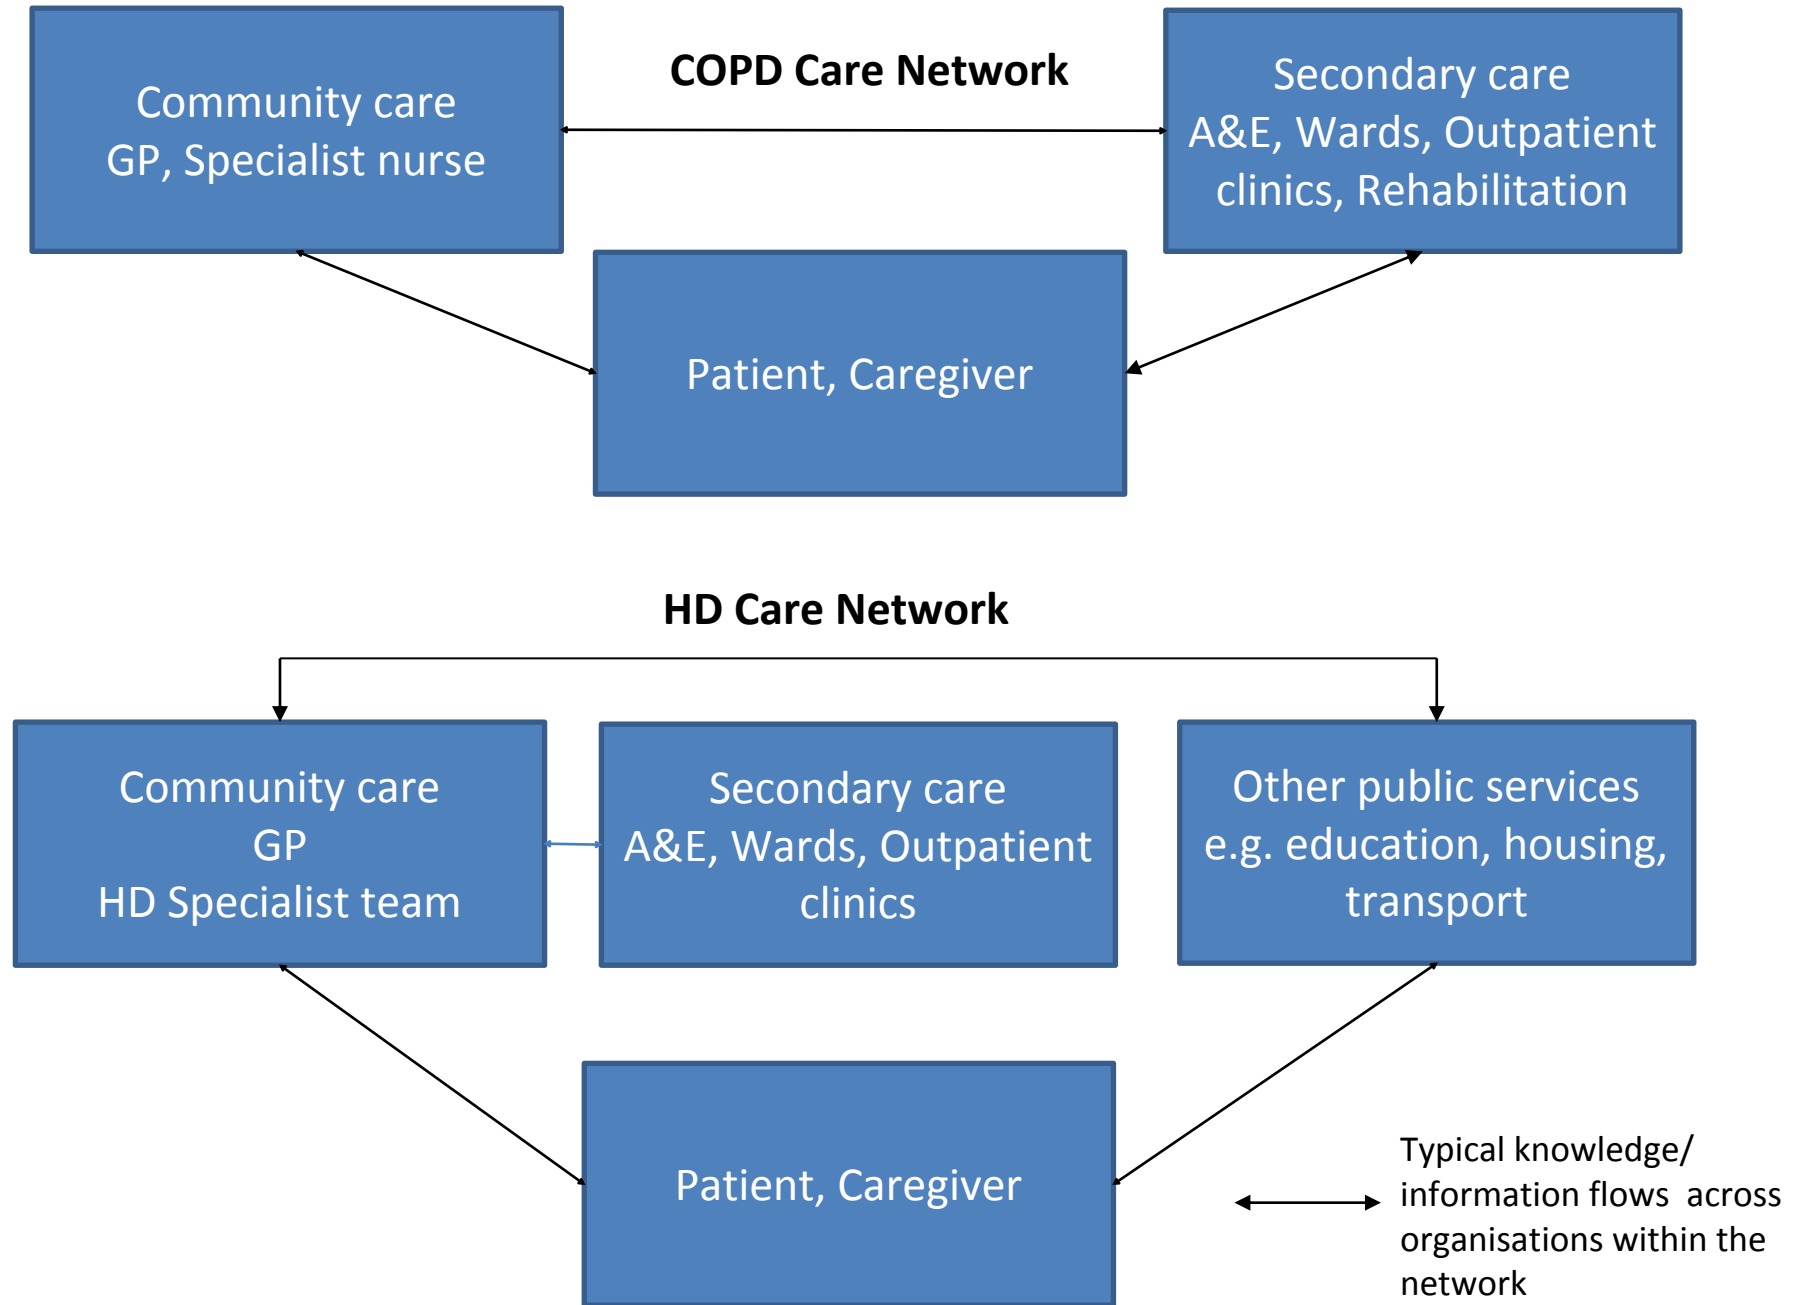 COPD Care Network
Community care
GP, Specialist nurse
Secondary care
A&E, Wards, Outpatient
clinics, Rehabilitation
Patient, Caregiver
HD Care Network
Community care
GP
HD Specialist team
Secondary care
A&E, Wards, Outpatient
clinics
Other public services
e.g. education, housing,
transport
Patient, Caregiver
Typical knowledge/
information flows across
organisations within the
network